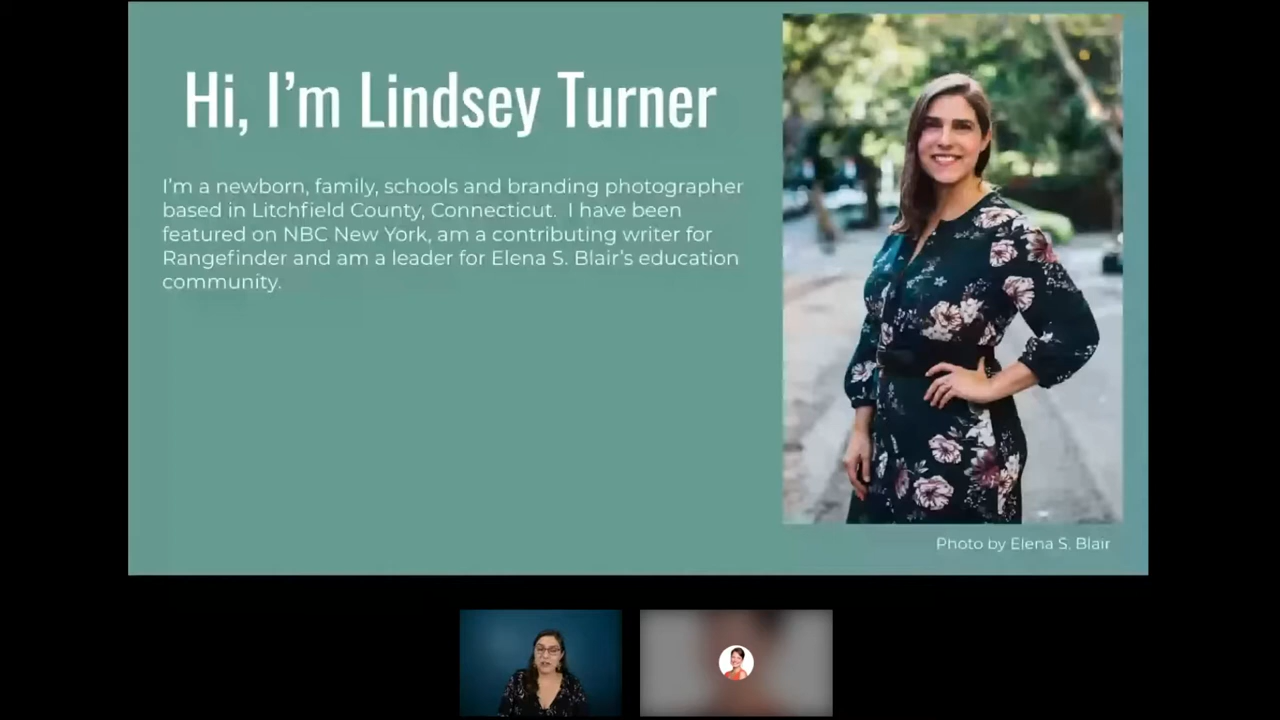 Hi, I'm Lindsey Turner
I'm a newborn, family, schools and branding photographer
based in Litchfield County, Connecticut.  I have been
featured on NBC New York, am a contributing writer for
Rangefinder and am a leader for Elena S. Blair's education
community.
Photo by Elena S. Blair